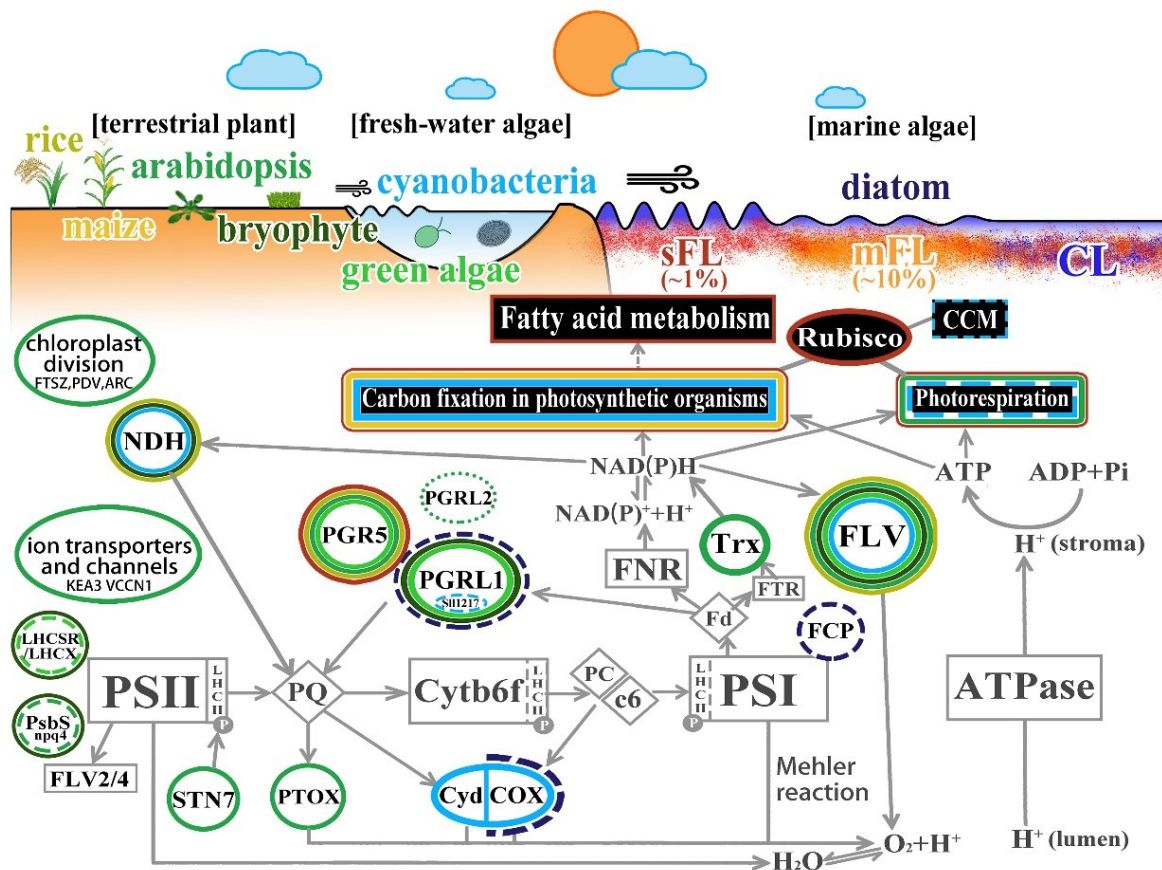 [terrestrial plant]
[fresh-water algae]
[marine algae]
rice
arabidopsis
cyanobacteria
diatom
maize
bryophyte
green algae
sFL
(~1%)
mFL
(~10%)
CL
Fatty acid metabolism
Rubisco
CCM
chloroplast
division
FTSZ,PDV,ARC
Carbon fixation in photosynthetic organisms
Photorespiration
NDH
NAD(P)H
ATP
ADP+Pi
PGRL2
NAD(P)⁺+H⁺
PGR5
Trx
FLV
H⁺ (stroma)
ion transporters
and channels
KEA3 VCCN1
PGRL1
Sll1217
FNR
FTR
Fd
FCP
LHCSR
/LHCX
PSII
LHCII
P
PQ
Cytb6f
LHCII
P
PC
c6
LHCII
P
PSI
ATPase
PsbS
npq4
FLV2/4
STN7
PTOX
Cyd
COX
Mehler
reaction
O₂+H⁺
H⁺ (lumen)
H₂O